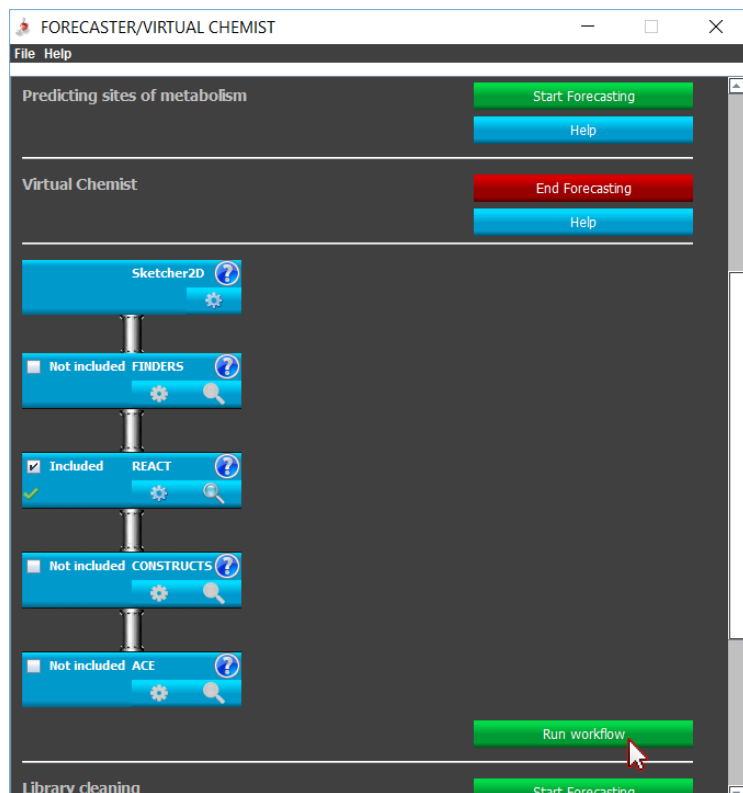 FORECASTER/VIRTUAL CHEMIST
File Help
Predicting sites of metabolism
Start Forecasting
Help
Virtual Chemist
End Forecasting
Help
Sketcher2D ?
Not included FINDERS ?
Included REACT ?
Not included CONSTRUCTS ?
Not included ACE ?
Run workflow
Library cleaning
Start Forecasting